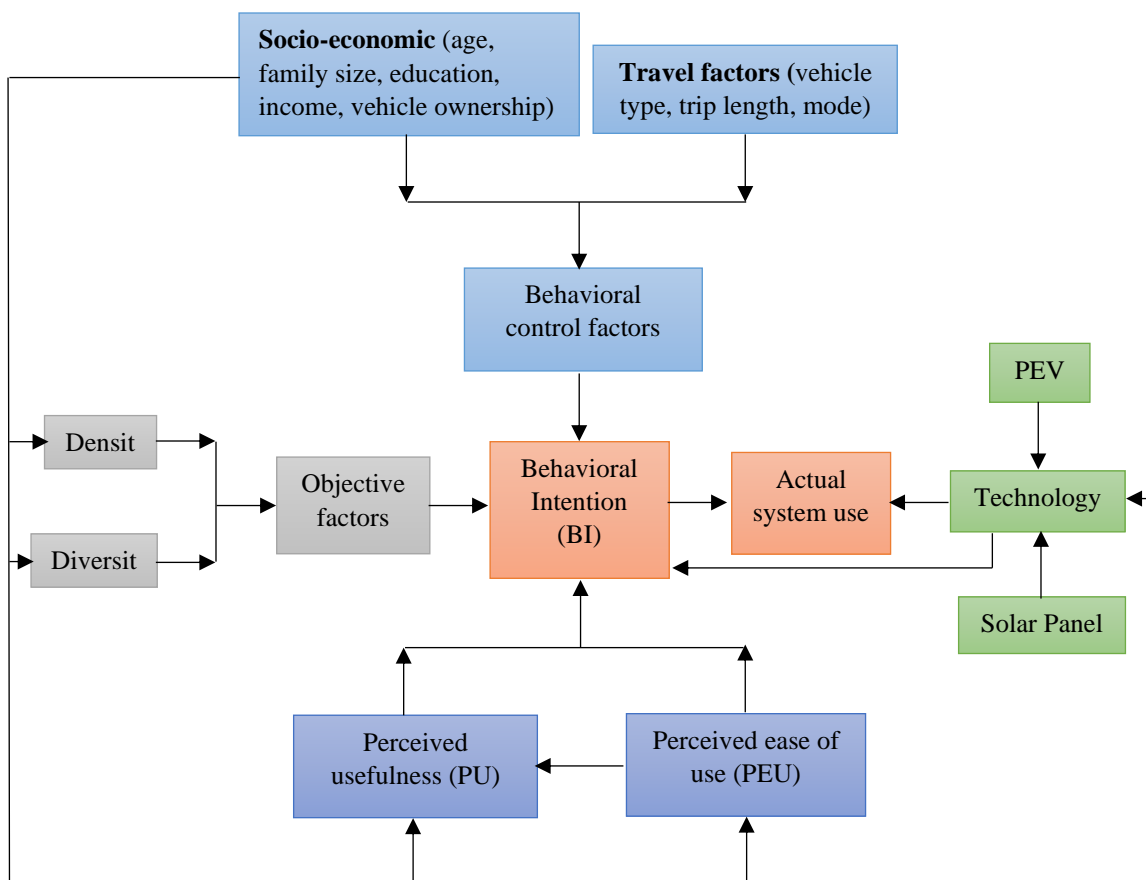 Socio-economic (age,
family size, education,
income, vehicle ownership)
Travel factors (vehicle
type, trip length, mode)
Behavioral
control factors
PEV
Densit
Objective
factors
Behavioral
Intention
(BI)
Actual
system use
Technology
Diversit
Solar Panel
Perceived
usefulness (PU)
Perceived ease of
use (PEU)